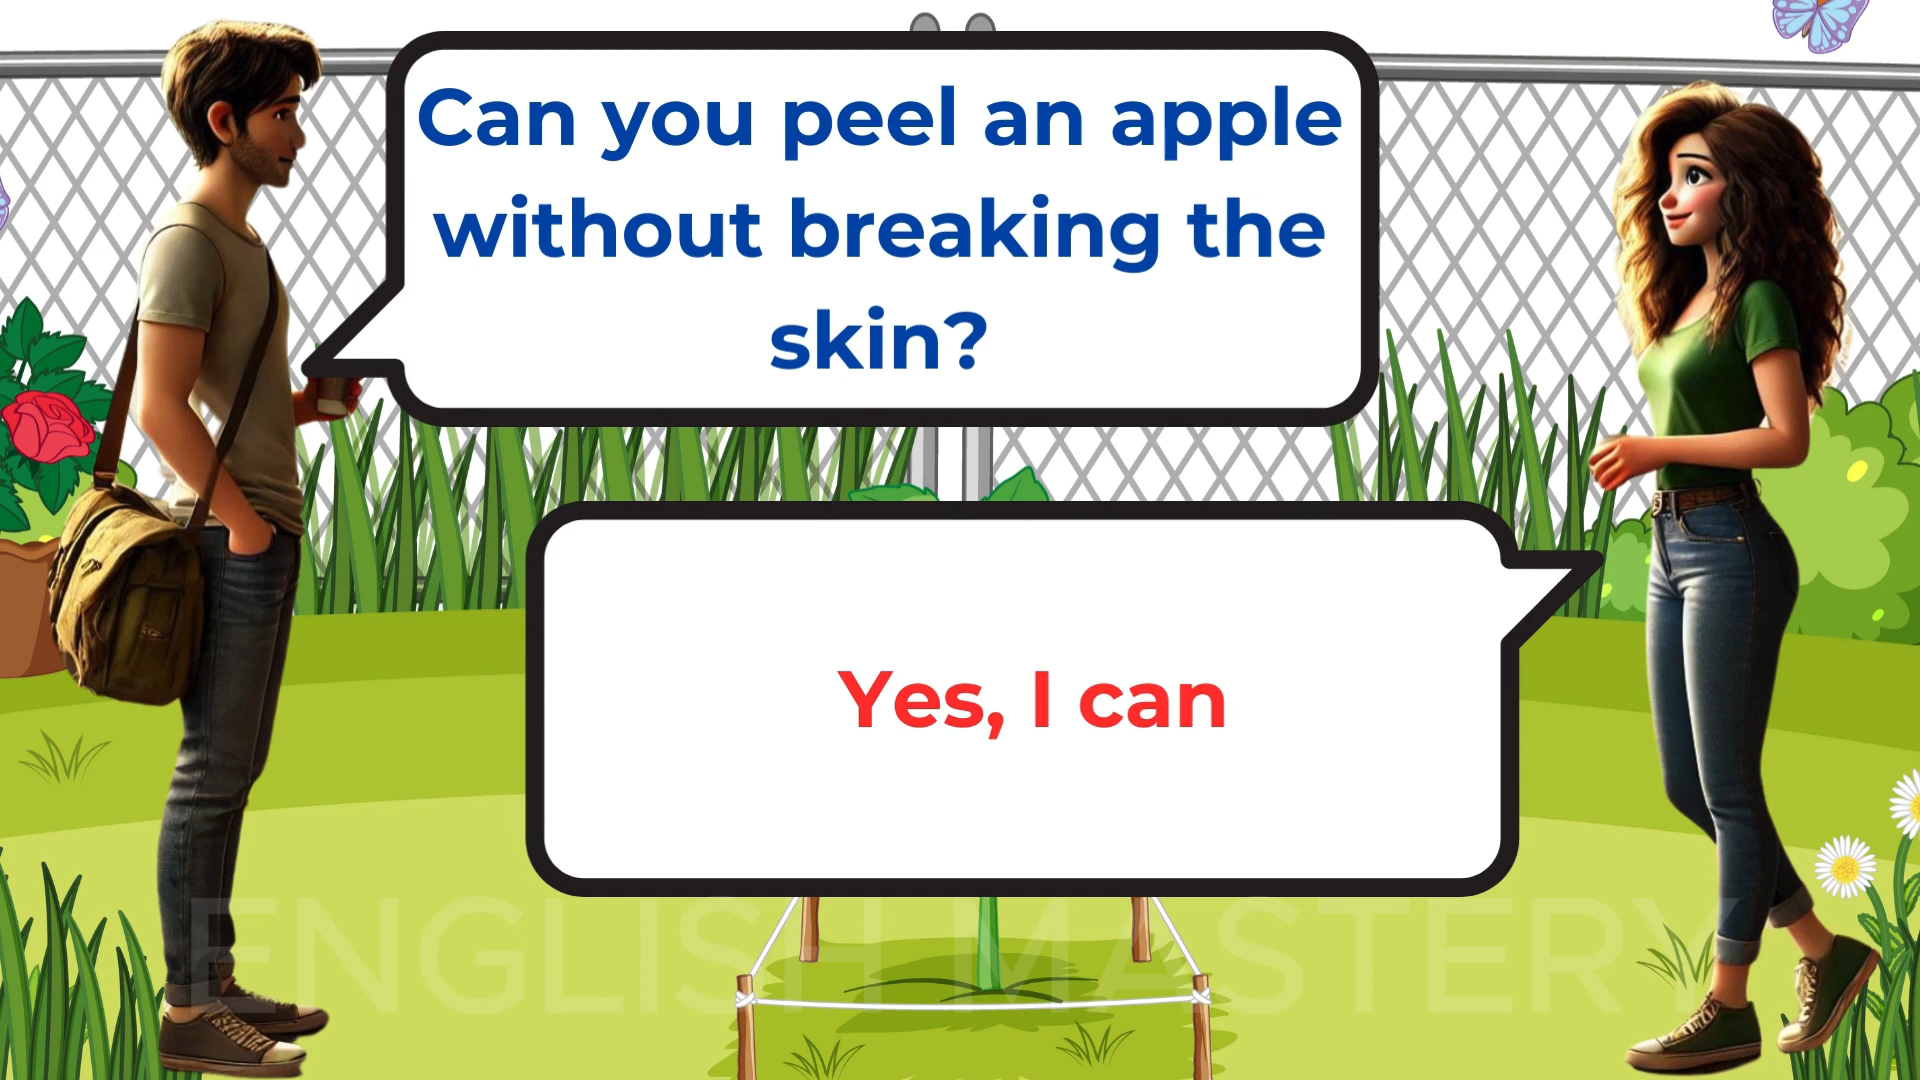 Can you peel an apple
without breaking the
skin?
Yes, I can
ENGLISH MASTERY